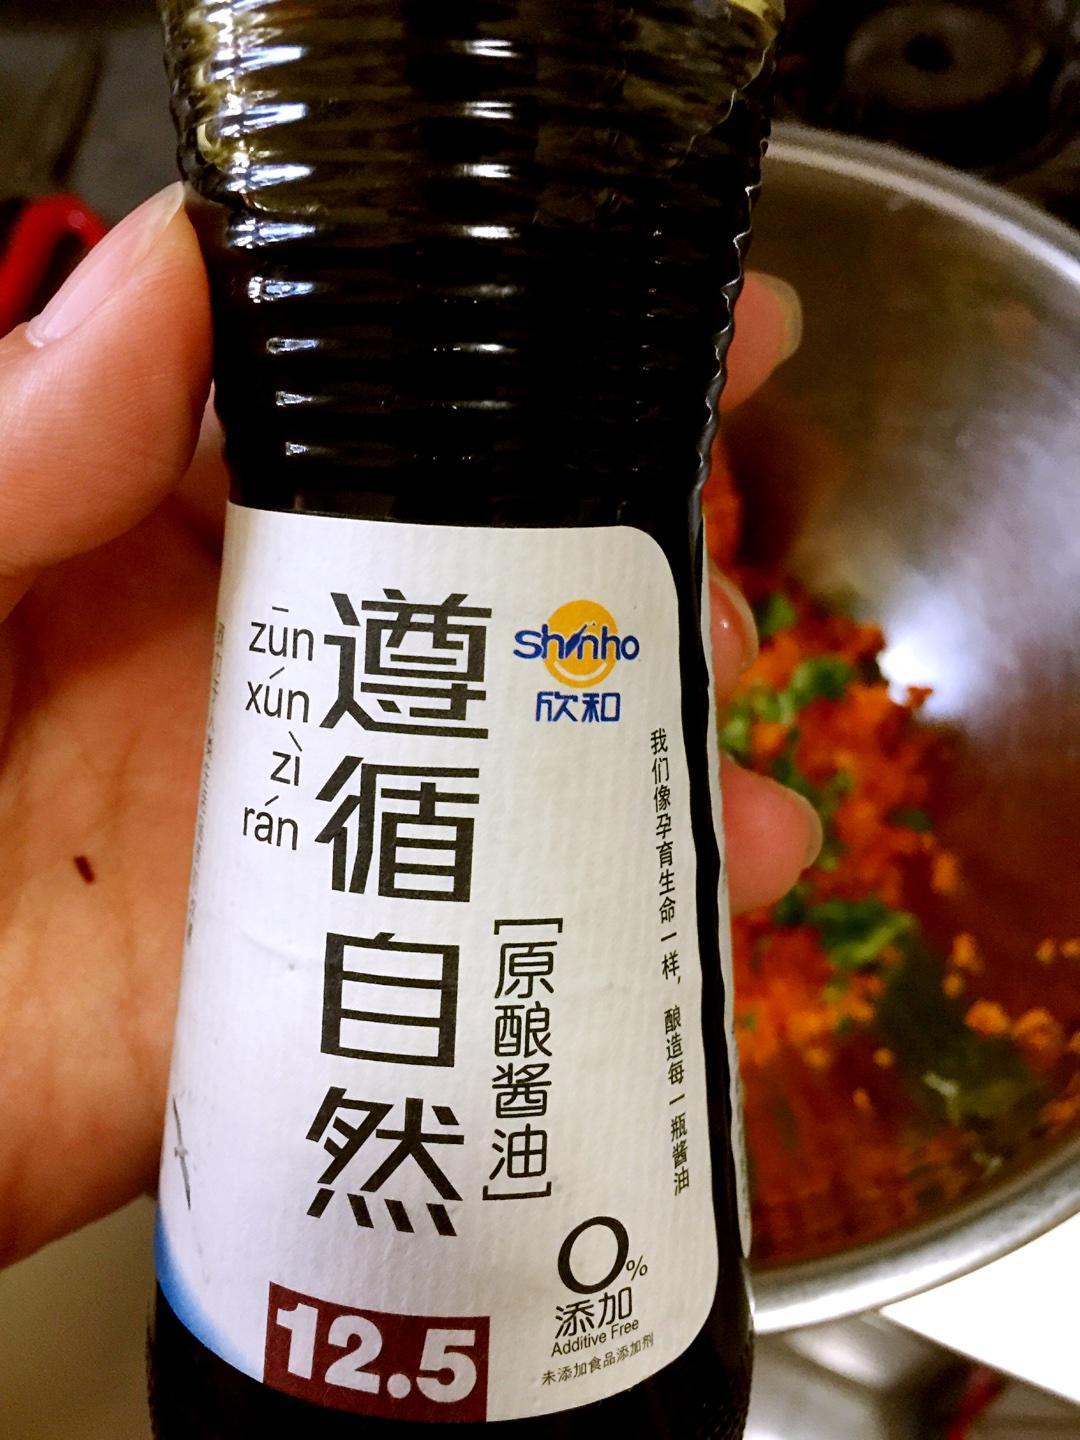 zūn
xún
zì
rán
遵循自然
Shinho
欣和
[原酿酱油]
我们像孕育生命一样，酿造每一瓶酱油
0%
添加
Additive Free
未添加食品添加剂
12.5